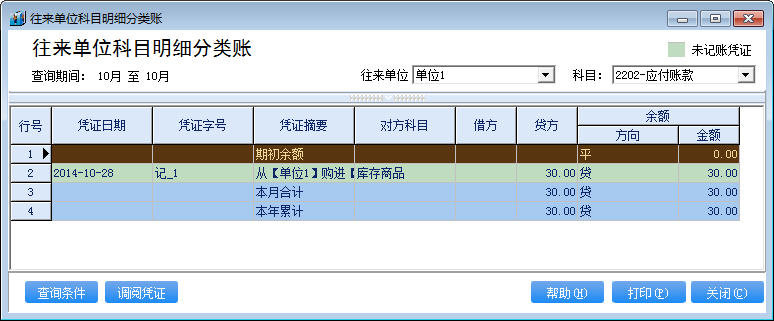 往来单位科目明细分类账
往来单位科目明细分类账
未记账凭证
查询期间： 10月 至 10月 往来单位 单位1 科目： 2202-应付账款
行号 凭证日期 凭证字号 凭证摘要 对方科目 借方 贷方 余额
方向 金额
1 期初余额 平 0.00
2 2014-10-28 记_1 从【单位1】购进【 库存商品 30.00 贷 30.00
3 本月合计 30.00 贷 30.00
4 本年累计 30.00 贷 30.00
查询条件 调阅凭证 帮助(H) 打印(P) 关闭(C)